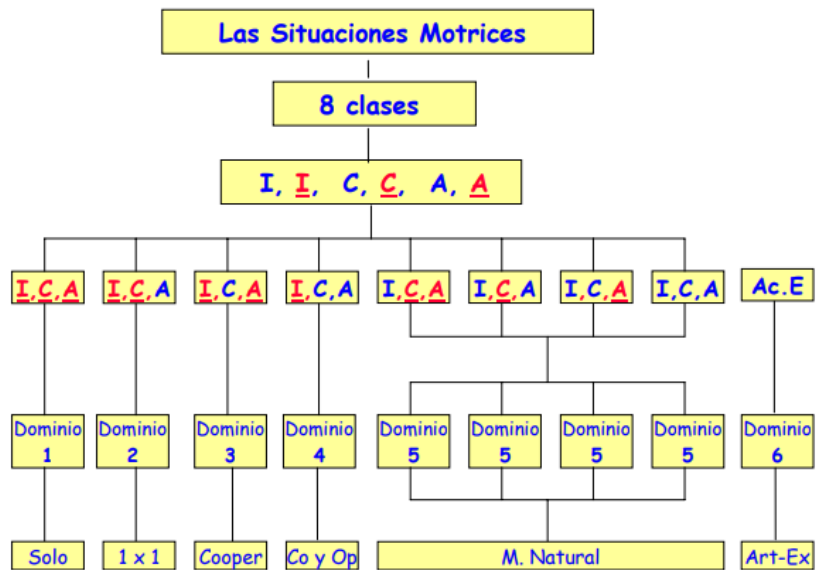 Las Situaciones Motrices
8 clases
I, I, C, C, A, A
I,C,A I,C,A I,C,A I,C,A I,C,A I,C,A I,C,A I,C,A Ac.E
Dominio Dominio Dominio Dominio Dominio Dominio Dominio Dominio Dominio
1 2 3 4 5 5 5 5 6
Solo 1 x 1 Cooper Co y Op M. Natural Art-Ex